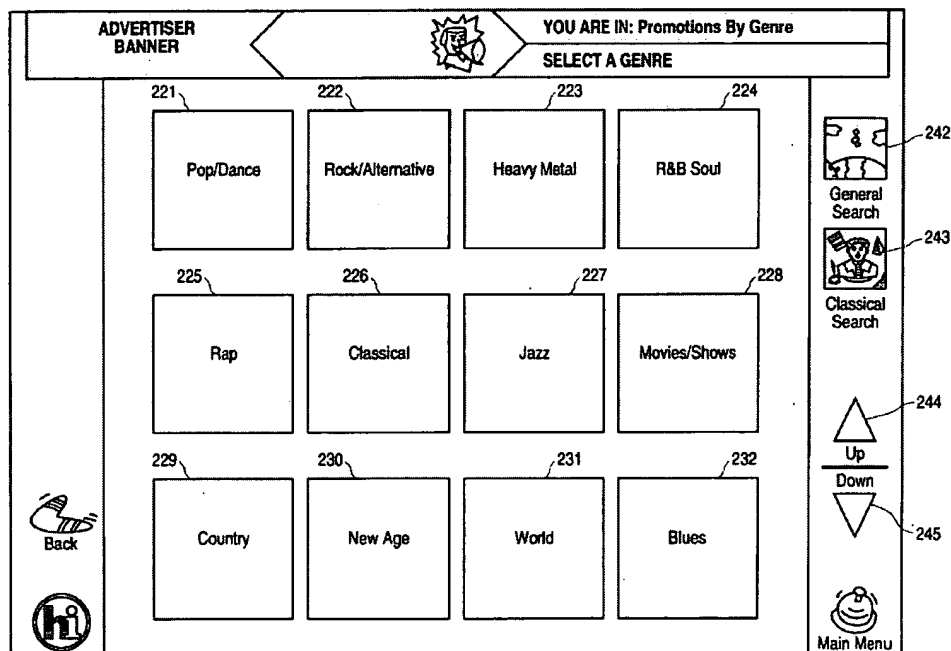 ADVERTISER
BANNER
YOU ARE IN: Promotions By Genre
SELECT A GENRE
221
222
223
224
Pop/Dance
Rock/Alternative
Heavy Metal
R&B Soul
242
General
Search
243
Classical
Search
225
226
227
228
Rap
Classical
Jazz
Movies/Shows
244
Up
Down
245
229
230
231
232
Country
New Age
World
Blues
Back
hi
Main Menu